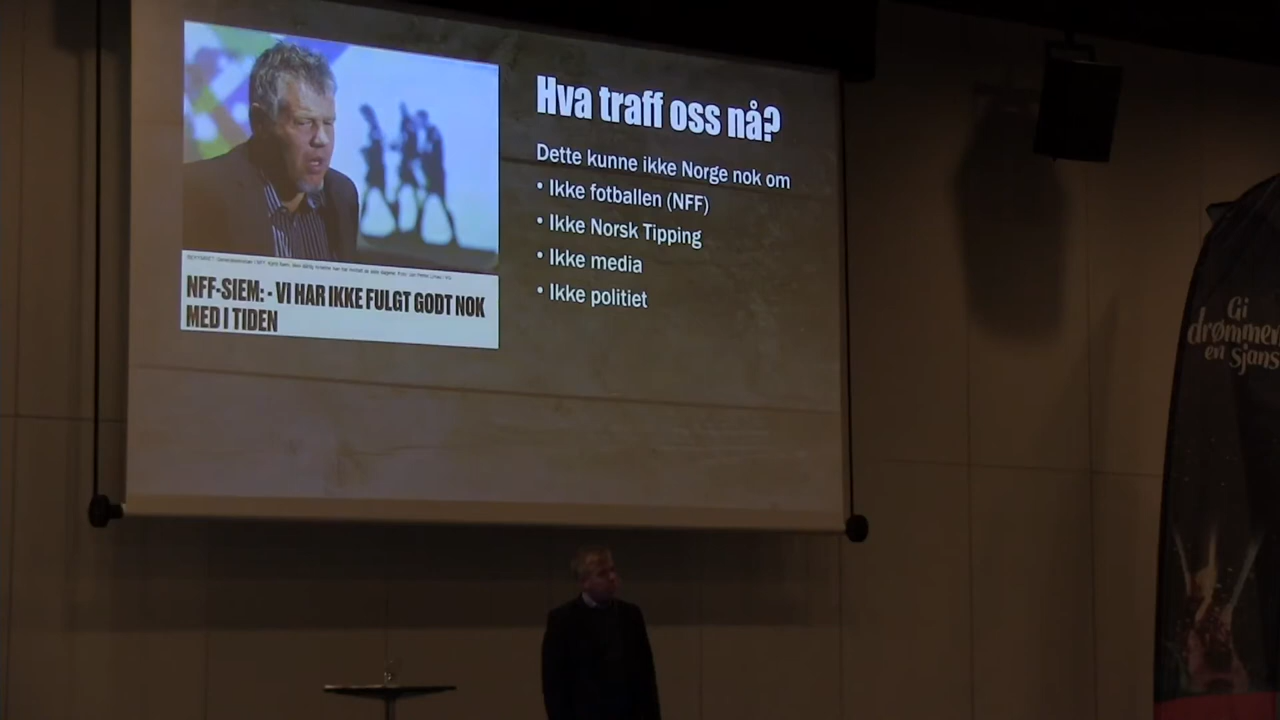 Hva traff oss nå?
Dette kunne ikke Norge nok om
• Ikke fotballen (NFF)
• Ikke Norsk Tipping
• Ikke media
• Ikke politiet
NFF-SIEM: - VI HAR IKKE FULGT GODT NOK
MED I TIDEN
Gi
en sjans